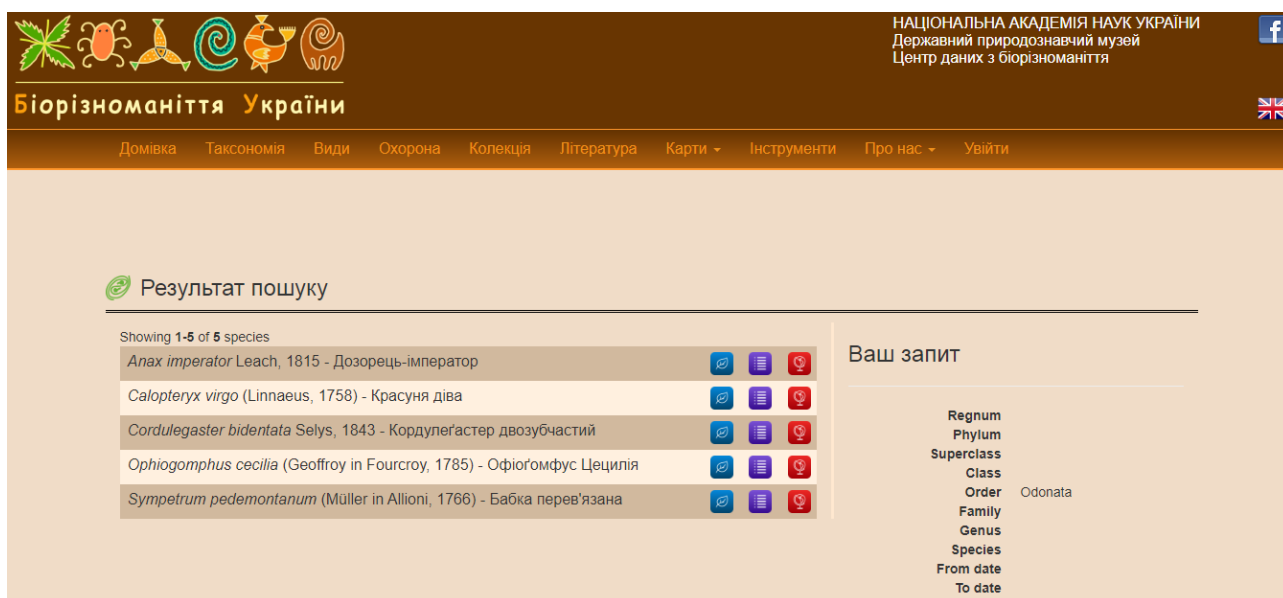 НАЦІОНАЛЬНА АКАДЕМІЯ НАУК УКРАЇНИ
Державний природознавчий музей
Центр даних з біорізноманіття
Біорізноманіття України
Домівка Таксономія Види Охорона Колекція Література Карти Інструменти Про нас Увійти
Результат пошуку
Showing 1-5 of 5 species
Anax imperator Leach, 1815 - Дозорець-імператор
Calopteryx virgo (Linnaeus, 1758) - Красуня діва
Cordulegaster bidentata Selys, 1843 - Кордулеґастер двозубчастий
Ophiogomphus cecilia (Geoffroy in Fourcroy, 1785) - Офіоґомфус Цецилія
Sympetrum pedemontanum (Müller in Allioni, 1766) - Бабка перев'язана
Ваш запит
Regnum
Phylum
Superclass
Class
Order Odonata
Family
Genus
Species
From date
To date